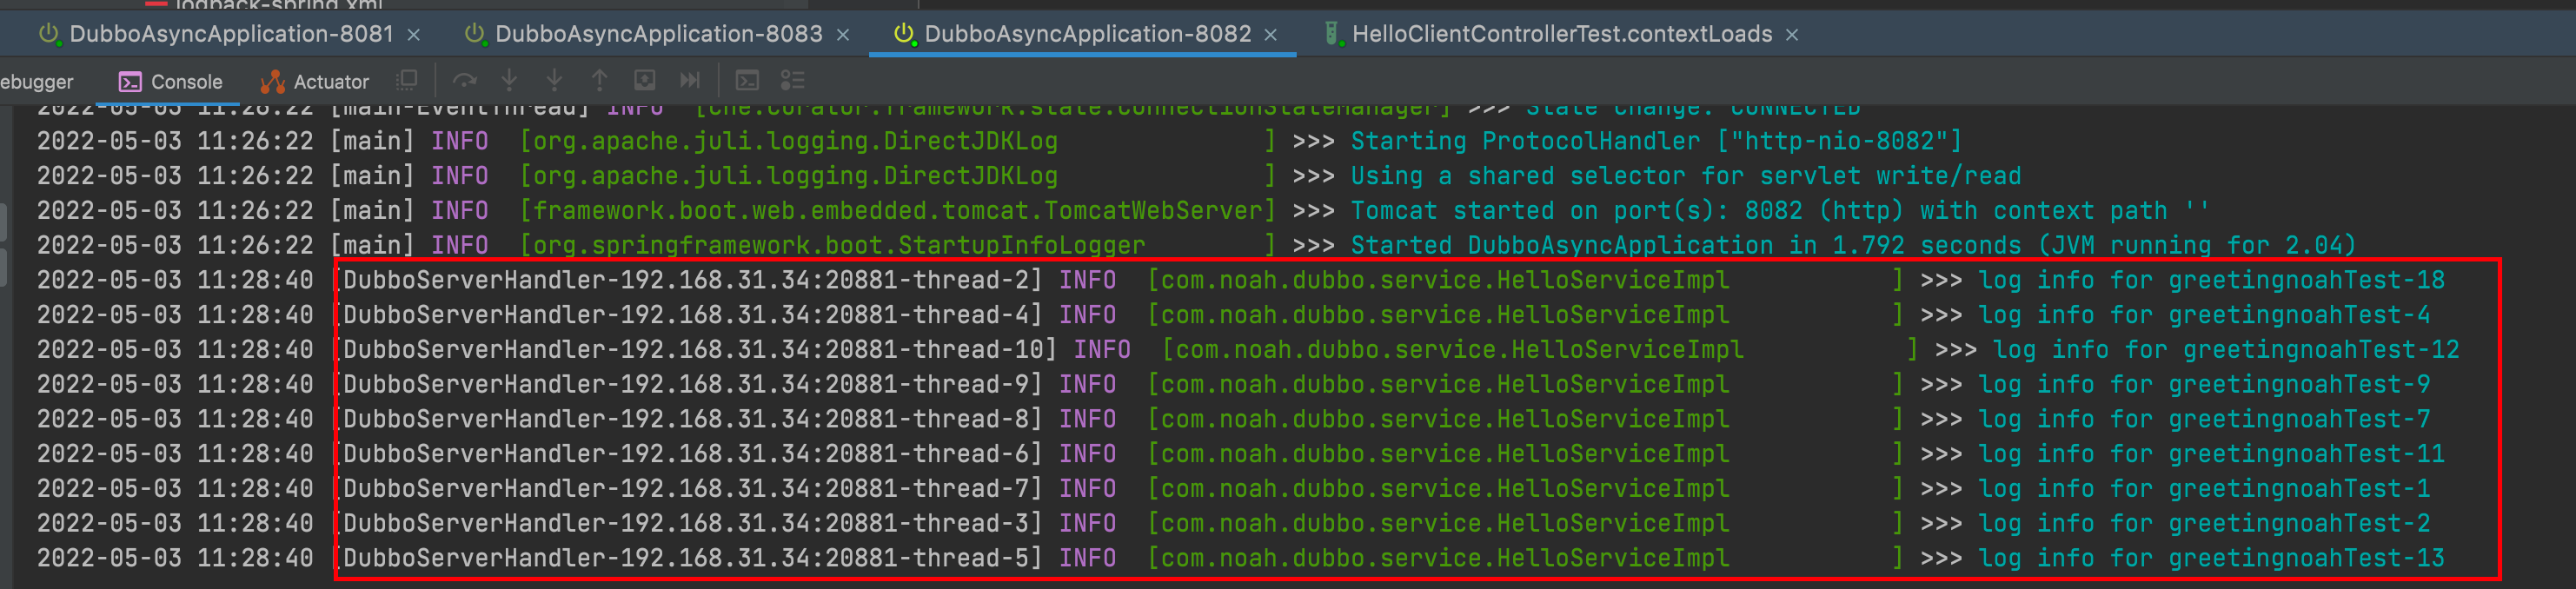 logback-spring.xml
DubboAsyncApplication-8081 × DubboAsyncApplication-8083 × DubboAsyncApplication-8082 × HelloClientControllerTest.contextLoads ×
ebugger Console Actuator
2022-05-03 11:26:22 [main-EventThread] INFO [che.curator.framework.state.ConnectionStateManager] >>> State change: CONNECTED
2022-05-03 11:26:22 [main] INFO [org.apache.juli.logging.DirectJDKLog ] >>> Starting ProtocolHandler ["http-nio-8082"]
2022-05-03 11:26:22 [main] INFO [org.apache.juli.logging.DirectJDKLog ] >>> Using a shared selector for servlet write/read
2022-05-03 11:26:22 [main] INFO [framework.boot.web.embedded.tomcat.TomcatWebServer] >>> Tomcat started on port(s): 8082 (http) with context path ''
2022-05-03 11:26:22 [main] INFO [org.springframework.boot.StartupInfoLogger ] >>> Started DubboAsyncApplication in 1.792 seconds (JVM running for 2.04)
2022-05-03 11:28:40 [DubboServerHandler-192.168.31.34:20881-thread-2] INFO [com.noah.dubbo.service.HelloServiceImpl ] >>> log info for greetingnoahTest-18
2022-05-03 11:28:40 [DubboServerHandler-192.168.31.34:20881-thread-4] INFO [com.noah.dubbo.service.HelloServiceImpl ] >>> log info for greetingnoahTest-4
2022-05-03 11:28:40 [DubboServerHandler-192.168.31.34:20881-thread-10] INFO [com.noah.dubbo.service.HelloServiceImpl ] >>> log info for greetingnoahTest-12
2022-05-03 11:28:40 [DubboServerHandler-192.168.31.34:20881-thread-9] INFO [com.noah.dubbo.service.HelloServiceImpl ] >>> log info for greetingnoahTest-9
2022-05-03 11:28:40 [DubboServerHandler-192.168.31.34:20881-thread-8] INFO [com.noah.dubbo.service.HelloServiceImpl ] >>> log info for greetingnoahTest-7
2022-05-03 11:28:40 [DubboServerHandler-192.168.31.34:20881-thread-6] INFO [com.noah.dubbo.service.HelloServiceImpl ] >>> log info for greetingnoahTest-11
2022-05-03 11:28:40 [DubboServerHandler-192.168.31.34:20881-thread-7] INFO [com.noah.dubbo.service.HelloServiceImpl ] >>> log info for greetingnoahTest-1
2022-05-03 11:28:40 [DubboServerHandler-192.168.31.34:20881-thread-3] INFO [com.noah.dubbo.service.HelloServiceImpl ] >>> log info for greetingnoahTest-2
2022-05-03 11:28:40 [DubboServerHandler-192.168.31.34:20881-thread-5] INFO [com.noah.dubbo.service.HelloServiceImpl ] >>> log info for greetingnoahTest-13